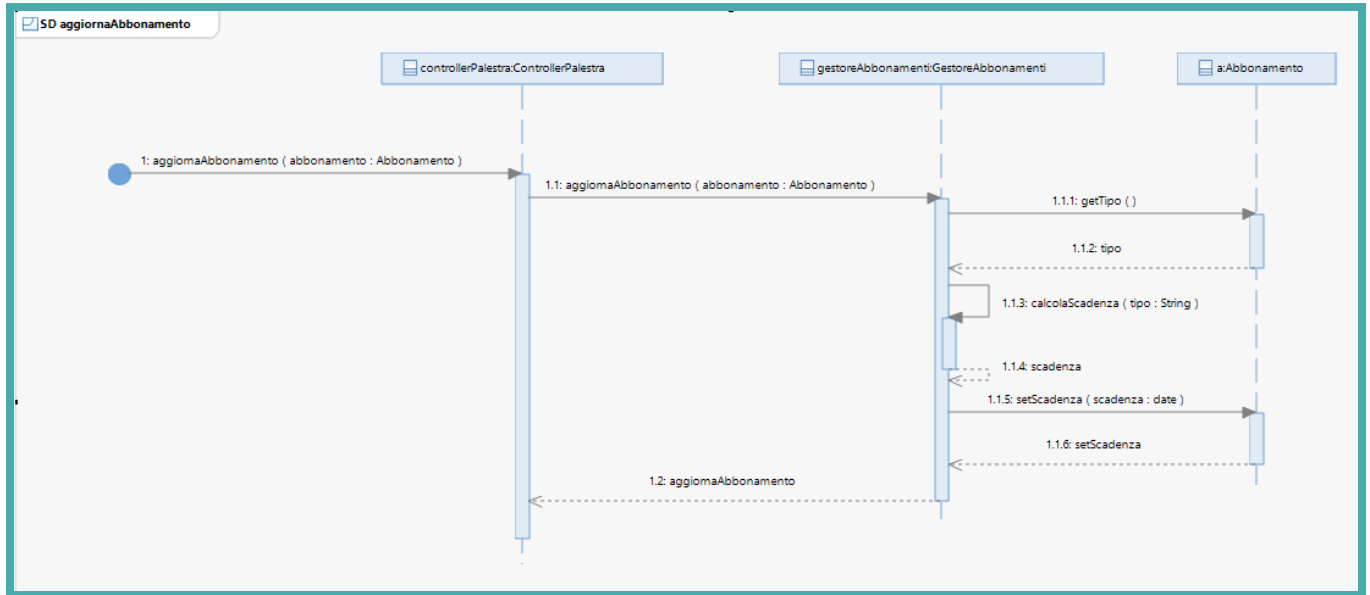 SD aggiornaAbbonamento
controllerPalestra:ControllerPalestra
gestoreAbbonamenti:GestoreAbbonamenti
a:Abbonamento
1: aggiornaAbbonamento ( abbonamento : Abbonamento )
1.1: aggiornaAbbonamento ( abbonamento : Abbonamento )
1.1.1: getTipo ( )
1.1.2: tipo
1.1.3: calcolaScadenza ( tipo : String )
1.1.4: scadenza
1.1.5: setScadenza ( scadenza : date )
1.1.6: setScadenza
1.2: aggiornaAbbonamento